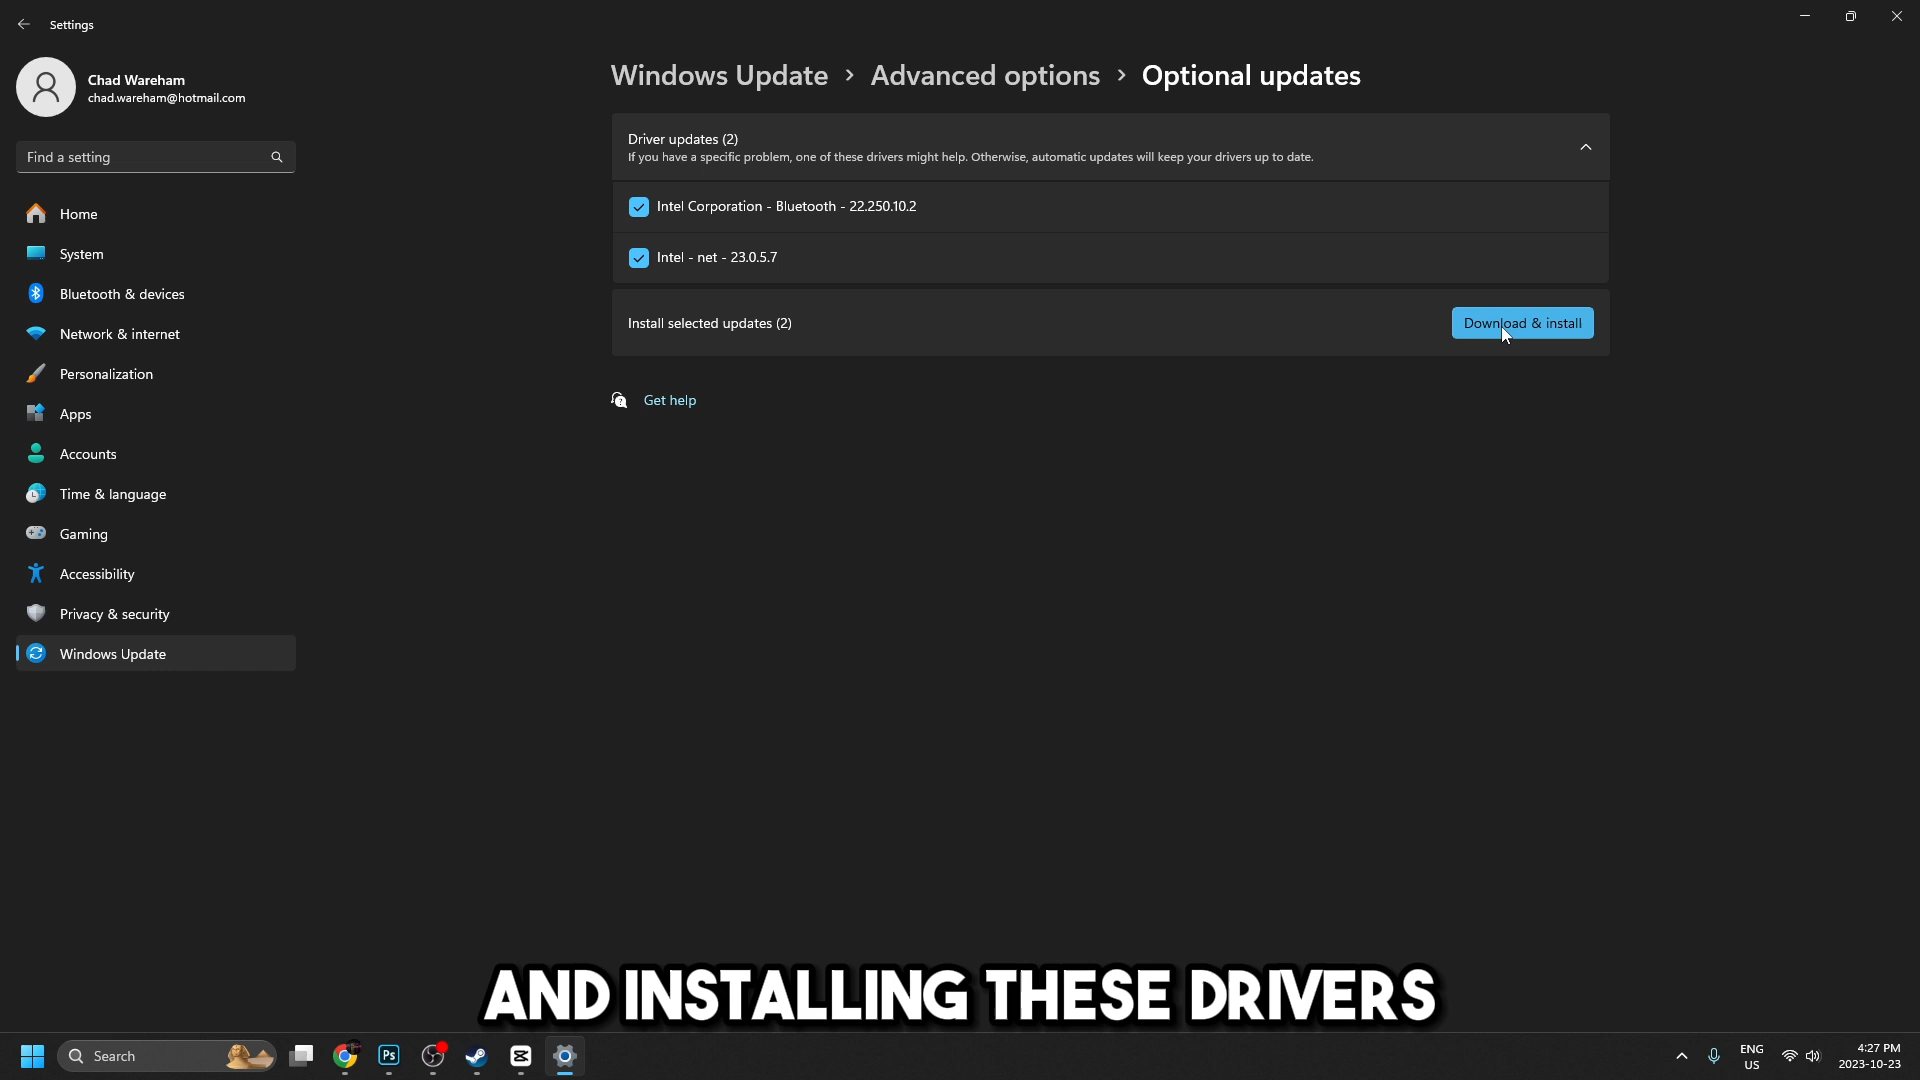 Settings
Chad Wareham
chad.wareham@hotmail.com
Find a setting
Home
System
Bluetooth & devices
Network & internet
Personalization
Apps
Accounts
Time & language
Gaming
Accessibility
Privacy & security
Windows Update
Windows Update > Advanced options > Optional updates
Driver updates (2)
If you have a specific problem, one of these drivers might help. Otherwise, automatic updates will keep your drivers up to date.
Intel Corporation - Bluetooth - 22.250.10.2
Intel - net - 23.0.5.7
Install selected updates (2)
Download & install
Get help
AND INSTALLING THESE DRIVERS
Search
Ps
ENG
US
4:27 PM
2023-10-23